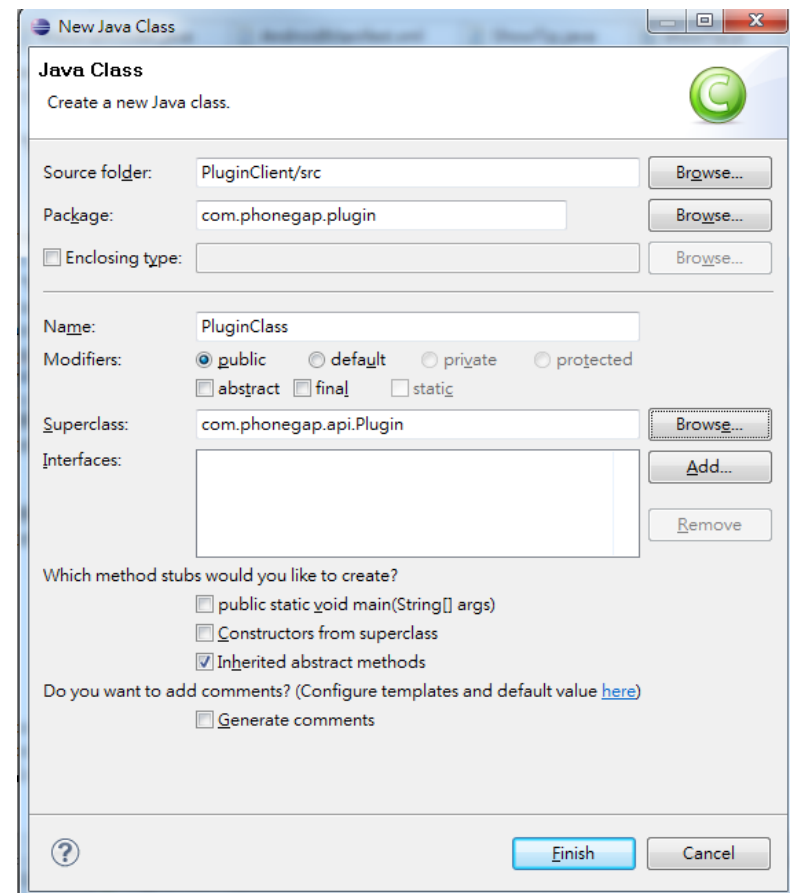 New Java Class
Java Class
Create a new Java class.
Source folder: PluginClient/src Browse...
Package: com.phonegap.plugin Browse...
Enclosing type: Browse...
Name: PluginClass
Modifiers: public default private protected
abstract final static
Superclass: com.phonegap.api.Plugin Browse...
Interfaces: Add...
Remove
Which method stubs would you like to create?
public static void main(String[] args)
Constructors from superclass
Inherited abstract methods
Do you want to add comments? (Configure templates and default value here)
Generate comments
? Finish Cancel